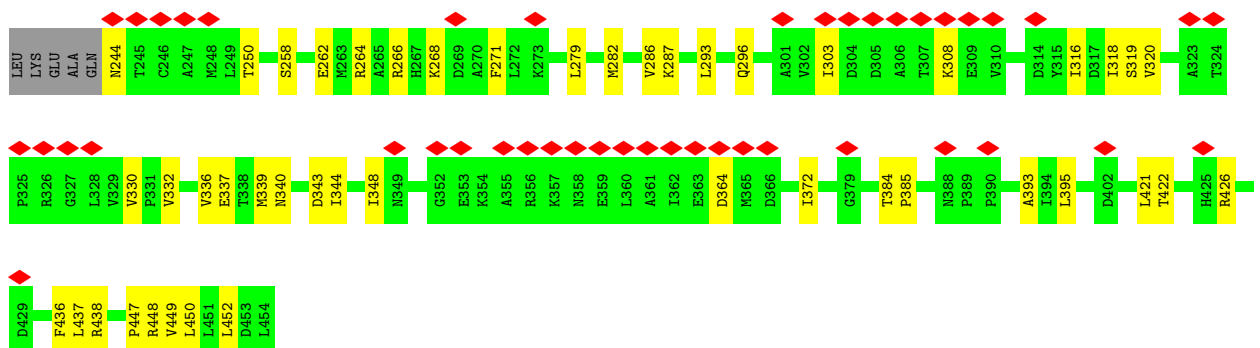 LEU LYS GLU ALA GLN N244 T245 C246 A247 M248 L249 T250 S258 E262 M263 R264 A265 R266 H267 K268 D269 A270 F271 L272 K273 L279 M282 V286 K287 L293 Q296 A301 V302 I303 D304 D305 A306 T307 K308 E309 V310 D314 Y315 I316 D317 I318 S319 V320 A323 T324
P325 R326 G327 L328 V329 V330 P331 V332 V336 E337 T338 M339 N340 D343 I344 I348 N349 G352 E353 K354 A355 R356 K357 N358 E359 L360 A361 I362 E363 D364 M365 D366 I372 G379 T384 P385 N388 P389 P390 A393 I394 L395 D402 L421 T422 H425 R426
D429 F436 L437 R438 P447 R448 V449 L450 L451 L452 D453 L454